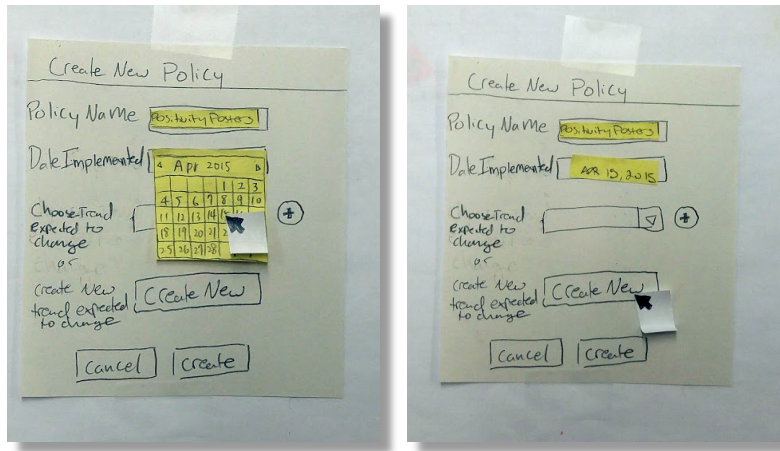 Create New Policy
Policy Name Positivity Posters
Date Implemented
Apr 2015
1 2 3
4 5 6 7 8 9 10
11 12 13 14 15
18 19 20 21 2
25 26 27 28
Choose Trend
Expected to
change
or
+
Create New
trend expected
to change
Create New
Cancel Create
Create New Policy
Policy Name Positivity Posters
Date Implemented APR 15, 2015
Choose Trend
Expected to
change
or
+
Create New
trend expected
to change
Create New
Cancel Create